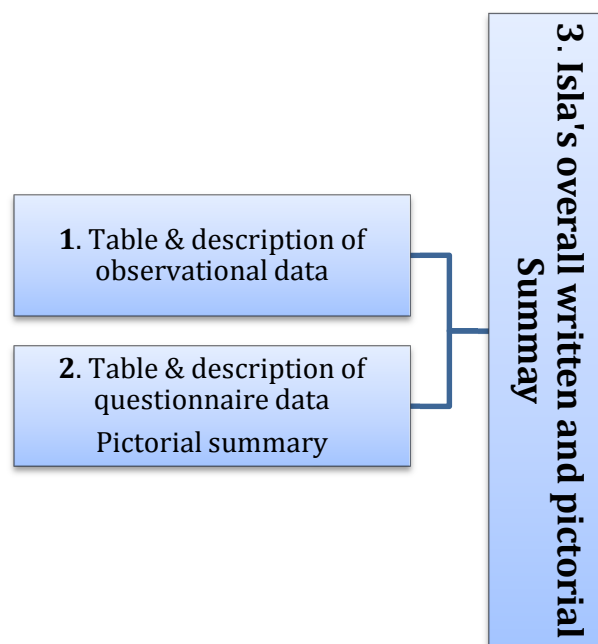 1. Table & description of
observational data
2. Table & description of
questionnaire data
Pictorial summary
3. Isla's overall written and pictorial
Summay